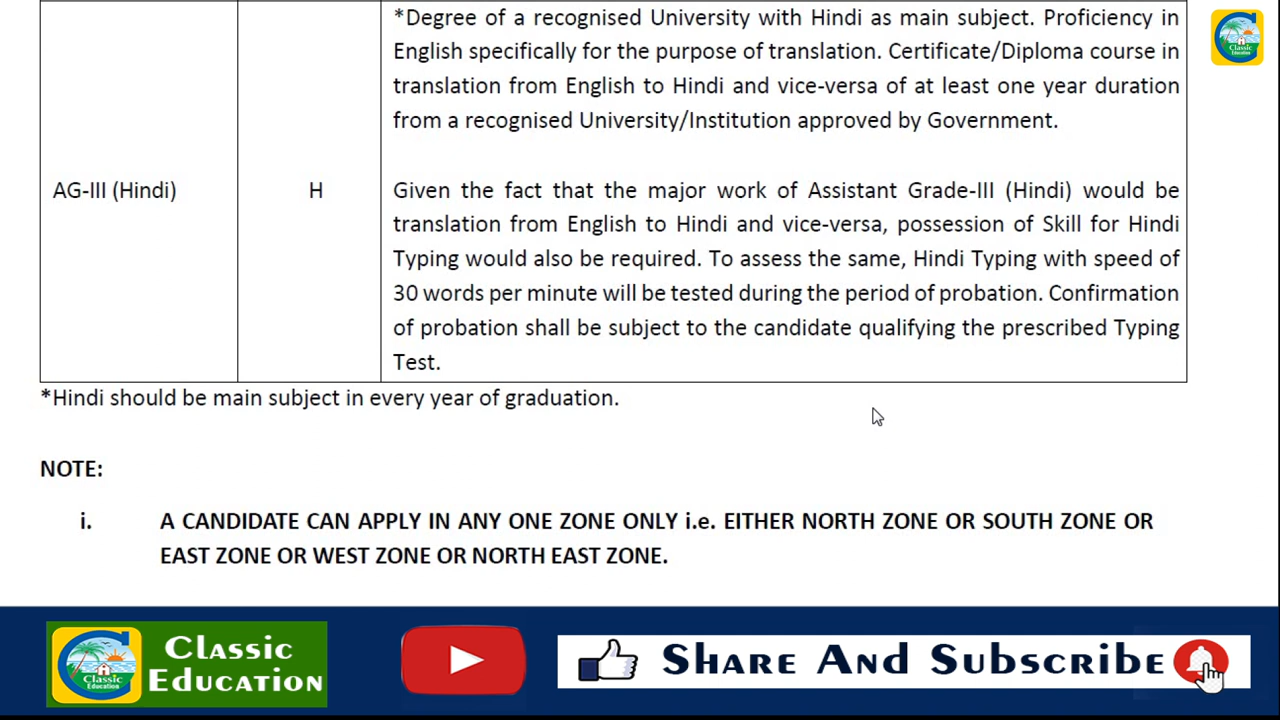 *Degree of a recognised University with Hindi as main subject. Proficiency in
English specifically for the purpose of translation. Certificate/Diploma course in
translation from English to Hindi and vice-versa of at least one year duration
from a recognised University/Institution approved by Government.
AG-III (Hindi)
H
Given the fact that the major work of Assistant Grade-III (Hindi) would be
translation from English to Hindi and vice-versa, possession of Skill for Hindi
Typing would also be required. To assess the same, Hindi Typing with speed of
30 words per minute will be tested during the period of probation. Confirmation
of probation shall be subject to the candidate qualifying the prescribed Typing
Test.
*Hindi should be main subject in every year of graduation.
NOTE:
i. A CANDIDATE CAN APPLY IN ANY ONE ZONE ONLY i.e. EITHER NORTH ZONE OR SOUTH ZONE OR
EAST ZONE OR WEST ZONE OR NORTH EAST ZONE.
Classic
Education
Classic
Education
Classic
Education
Share And Subscribe